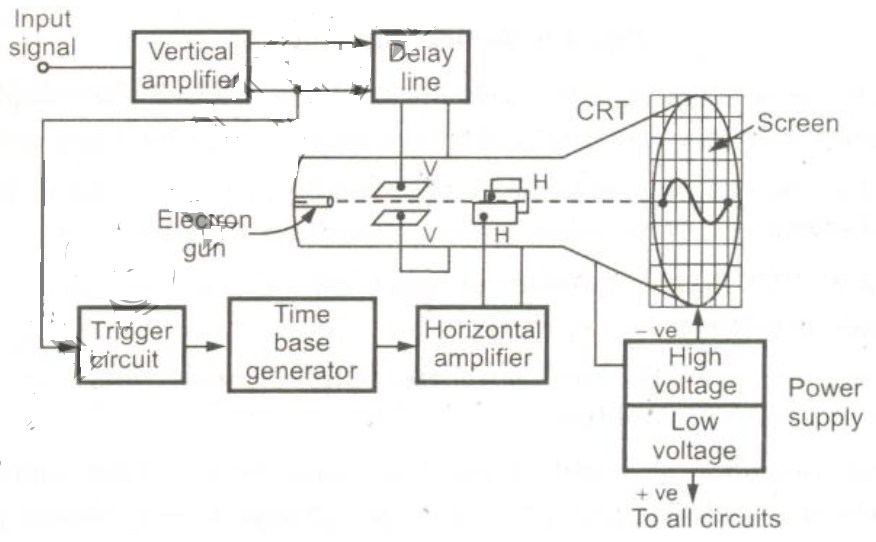 Input
signal
Vertical
amplifier
Delay
line
CRT
Screen
V
H
Electron
gun
V
H
Trigger
circuit
Time
base
generator
Horizontal
amplifier
– ve
High
voltage
Low
voltage
Power
supply
+ ve
To all circuits